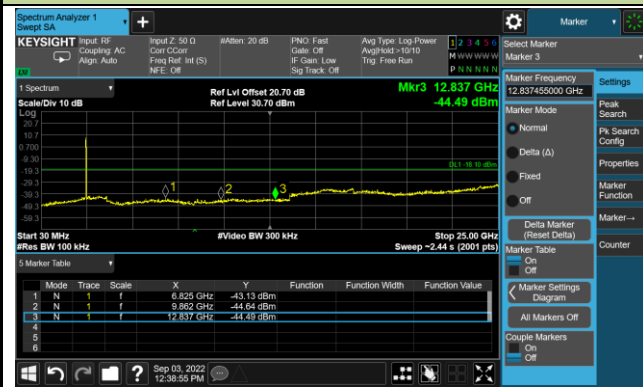 Spectrum Analyzer 1
Swept SA
+
Marker
KEYSIGHT
Input: RF
Coupling: AC
Align: Auto
Input Z: 50 Ω
Corr CCorr
Freq Ref: Int (S)
NFE: Off
#Atten: 20 dB
PNO: Fast
Gate: Off
IF Gain: Low
Sig Track: Off
Avg Type: Log-Power
Avg|Hold:>10/10
Trig: Free Run
1 2 3 4 5 6
M W W W W W
P N N N N N
Select Marker
Marker 3
1 Spectrum
Scale/Div 10 dB
Ref Lvl Offset 20.70 dB
Ref Level 30.70 dBm
Mkr3 12.837 GHz
-44.49 dBm
Log
20.7
10.7
0.700
-9.30
-19.3
-29.3
-39.3
-49.3
-59.3
DL1 -18.10 dBm
1
2
3
Start 30 MHz
#Res BW 100 kHz
#Video BW 300 kHz
Stop 25.00 GHz
Sweep ~2.44 s (2001 pts)
5 Marker Table
Mode Trace Scale X Y Function Function Width Function Value
1 N 1 f 6.825 GHz -43.13 dBm
2 N 1 f 9.862 GHz -44.64 dBm
3 N 1 f 12.837 GHz -44.49 dBm
4
5
6
Marker Frequency
12.837455000 GHz
Marker Mode
Normal
Delta (Δ)
Fixed
Off
Delta Marker
(Reset Delta)
Marker Table
On
Off
Marker Settings
Diagram
All Markers Off
Couple Markers
On
Off
Settings
Peak
Search
Pk Search
Config
Properties
Marker
Function
Marker→
Counter
?
Sep 03, 2022
12:38:55 PM